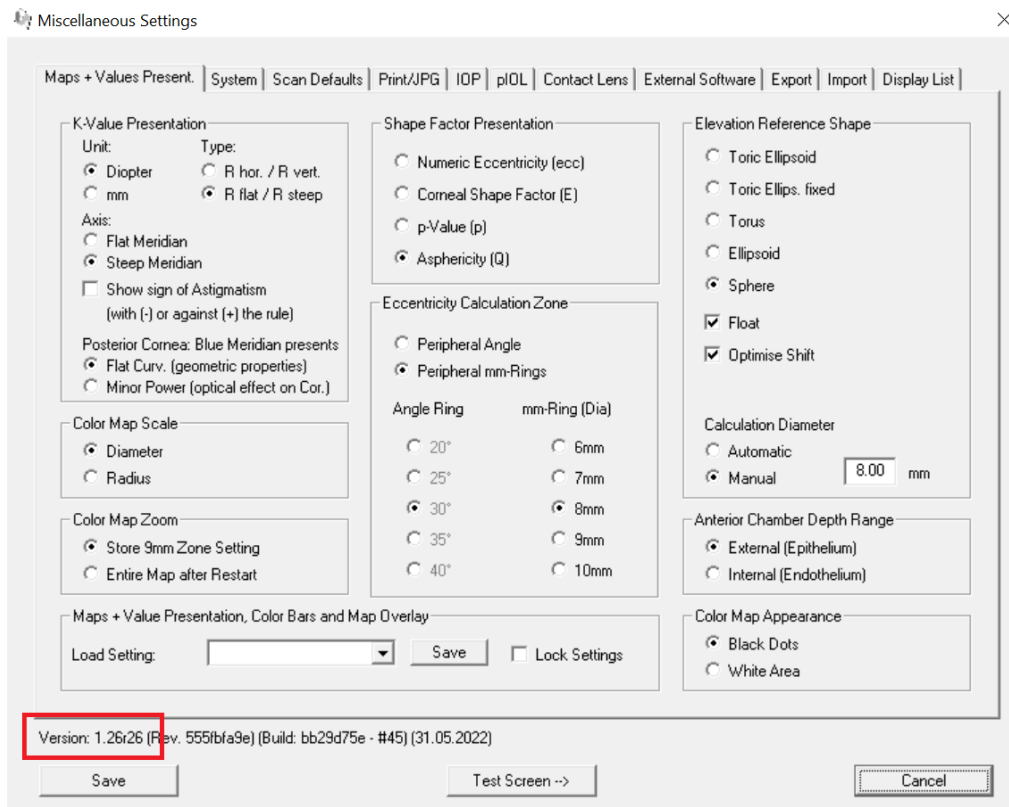 Miscellaneous Settings
Maps + Values Present. System Scan Defaults Print/JPG IOP pIOL Contact Lens External Software Export Import Display List
K-Value Presentation
Unit: Type:
Diopter R hor. / R vert.
mm R flat / R steep
Axis:
Flat Meridian
Steep Meridian
Show sign of Astigmatism
(with (-) or against (+) the rule)
Posterior Cornea: Blue Meridian presents
Flat Curv. (geometric properties)
Minor Power (optical effect on Cor.)
Color Map Scale
Diameter
Radius
Color Map Zoom
Store 9mm Zone Setting
Entire Map after Restart
Shape Factor Presentation
Numeric Eccentricity (ecc)
Corneal Shape Factor (E)
p-Value (p)
Asphericity (Q)
Eccentricity Calculation Zone
Peripheral Angle
Peripheral mm-Rings
Angle Ring mm-Ring (Dia)
20° 6mm
25° 7mm
30° 8mm
35° 9mm
40° 10mm
Elevation Reference Shape
Toric Ellipsoid
Toric Ellips. fixed
Torus
Ellipsoid
Sphere
Float
Optimise Shift
Calculation Diameter
Automatic
Manual 8.00 mm
Anterior Chamber Depth Range
External (Epithelium)
Internal (Endothelium)
Maps + Value Presentation, Color Bars and Map Overlay
Load Setting: Save Lock Settings
Color Map Appearance
Black Dots
White Area
Version: 1.26r26 (Rev. 555fbfa9e) (Build: bb29d75e - #45) (31.05.2022)
Save Test Screen --> Cancel